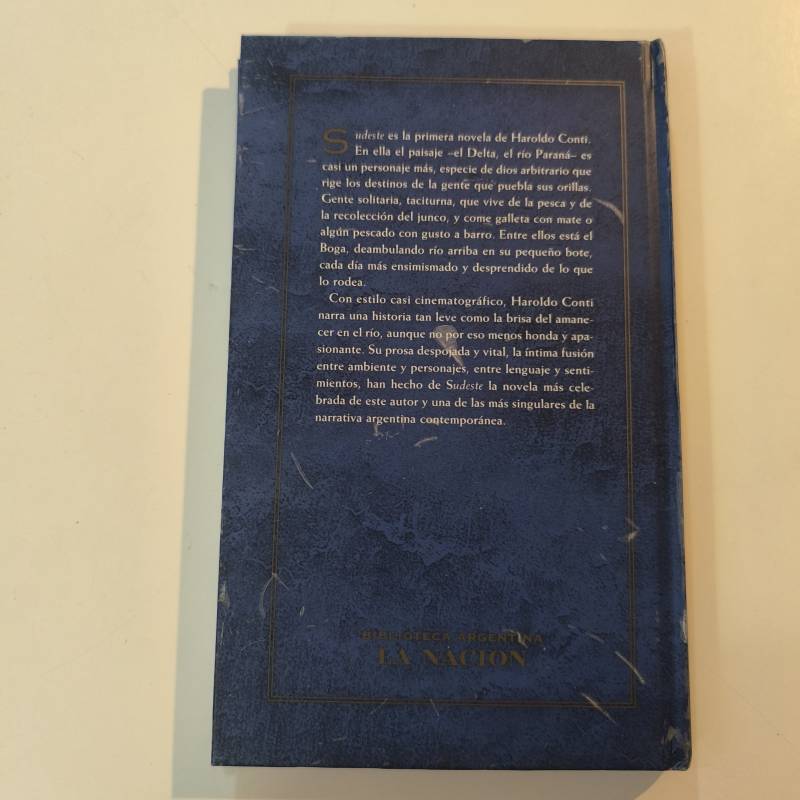 Sudeste es la primera novela de Haroldo Conti.
En ella el paisaje –el Delta, el río Paraná– es
casi un personaje más, especie de dios arbitrario que
rige los destinos de la gente que puebla sus orillas.
Gente solitaria, taciturna, que vive de la pesca y de
la recolección del junco, y come galleta con mate o
algún pescado con gusto a barro. Entre ellos está el
Boga, deambulando río arriba en su pequeño bote,
cada día más ensimismado y desprendido de lo que
lo rodea.
Con estilo casi cinematográfico, Haroldo Conti
narra una historia tan leve como la brisa del amane-
cer en el río, aunque no por eso menos honda y apa-
sionante. Su prosa despojada y vital, la íntima fusión
entre ambiente y personajes, entre lenguaje y senti-
mientos, han hecho de Sudeste la novela más cele-
brada de este autor y una de las más singulares de la
narrativa argentina contemporánea.
BIBLIOTECA ARGENTINA
LA NACION